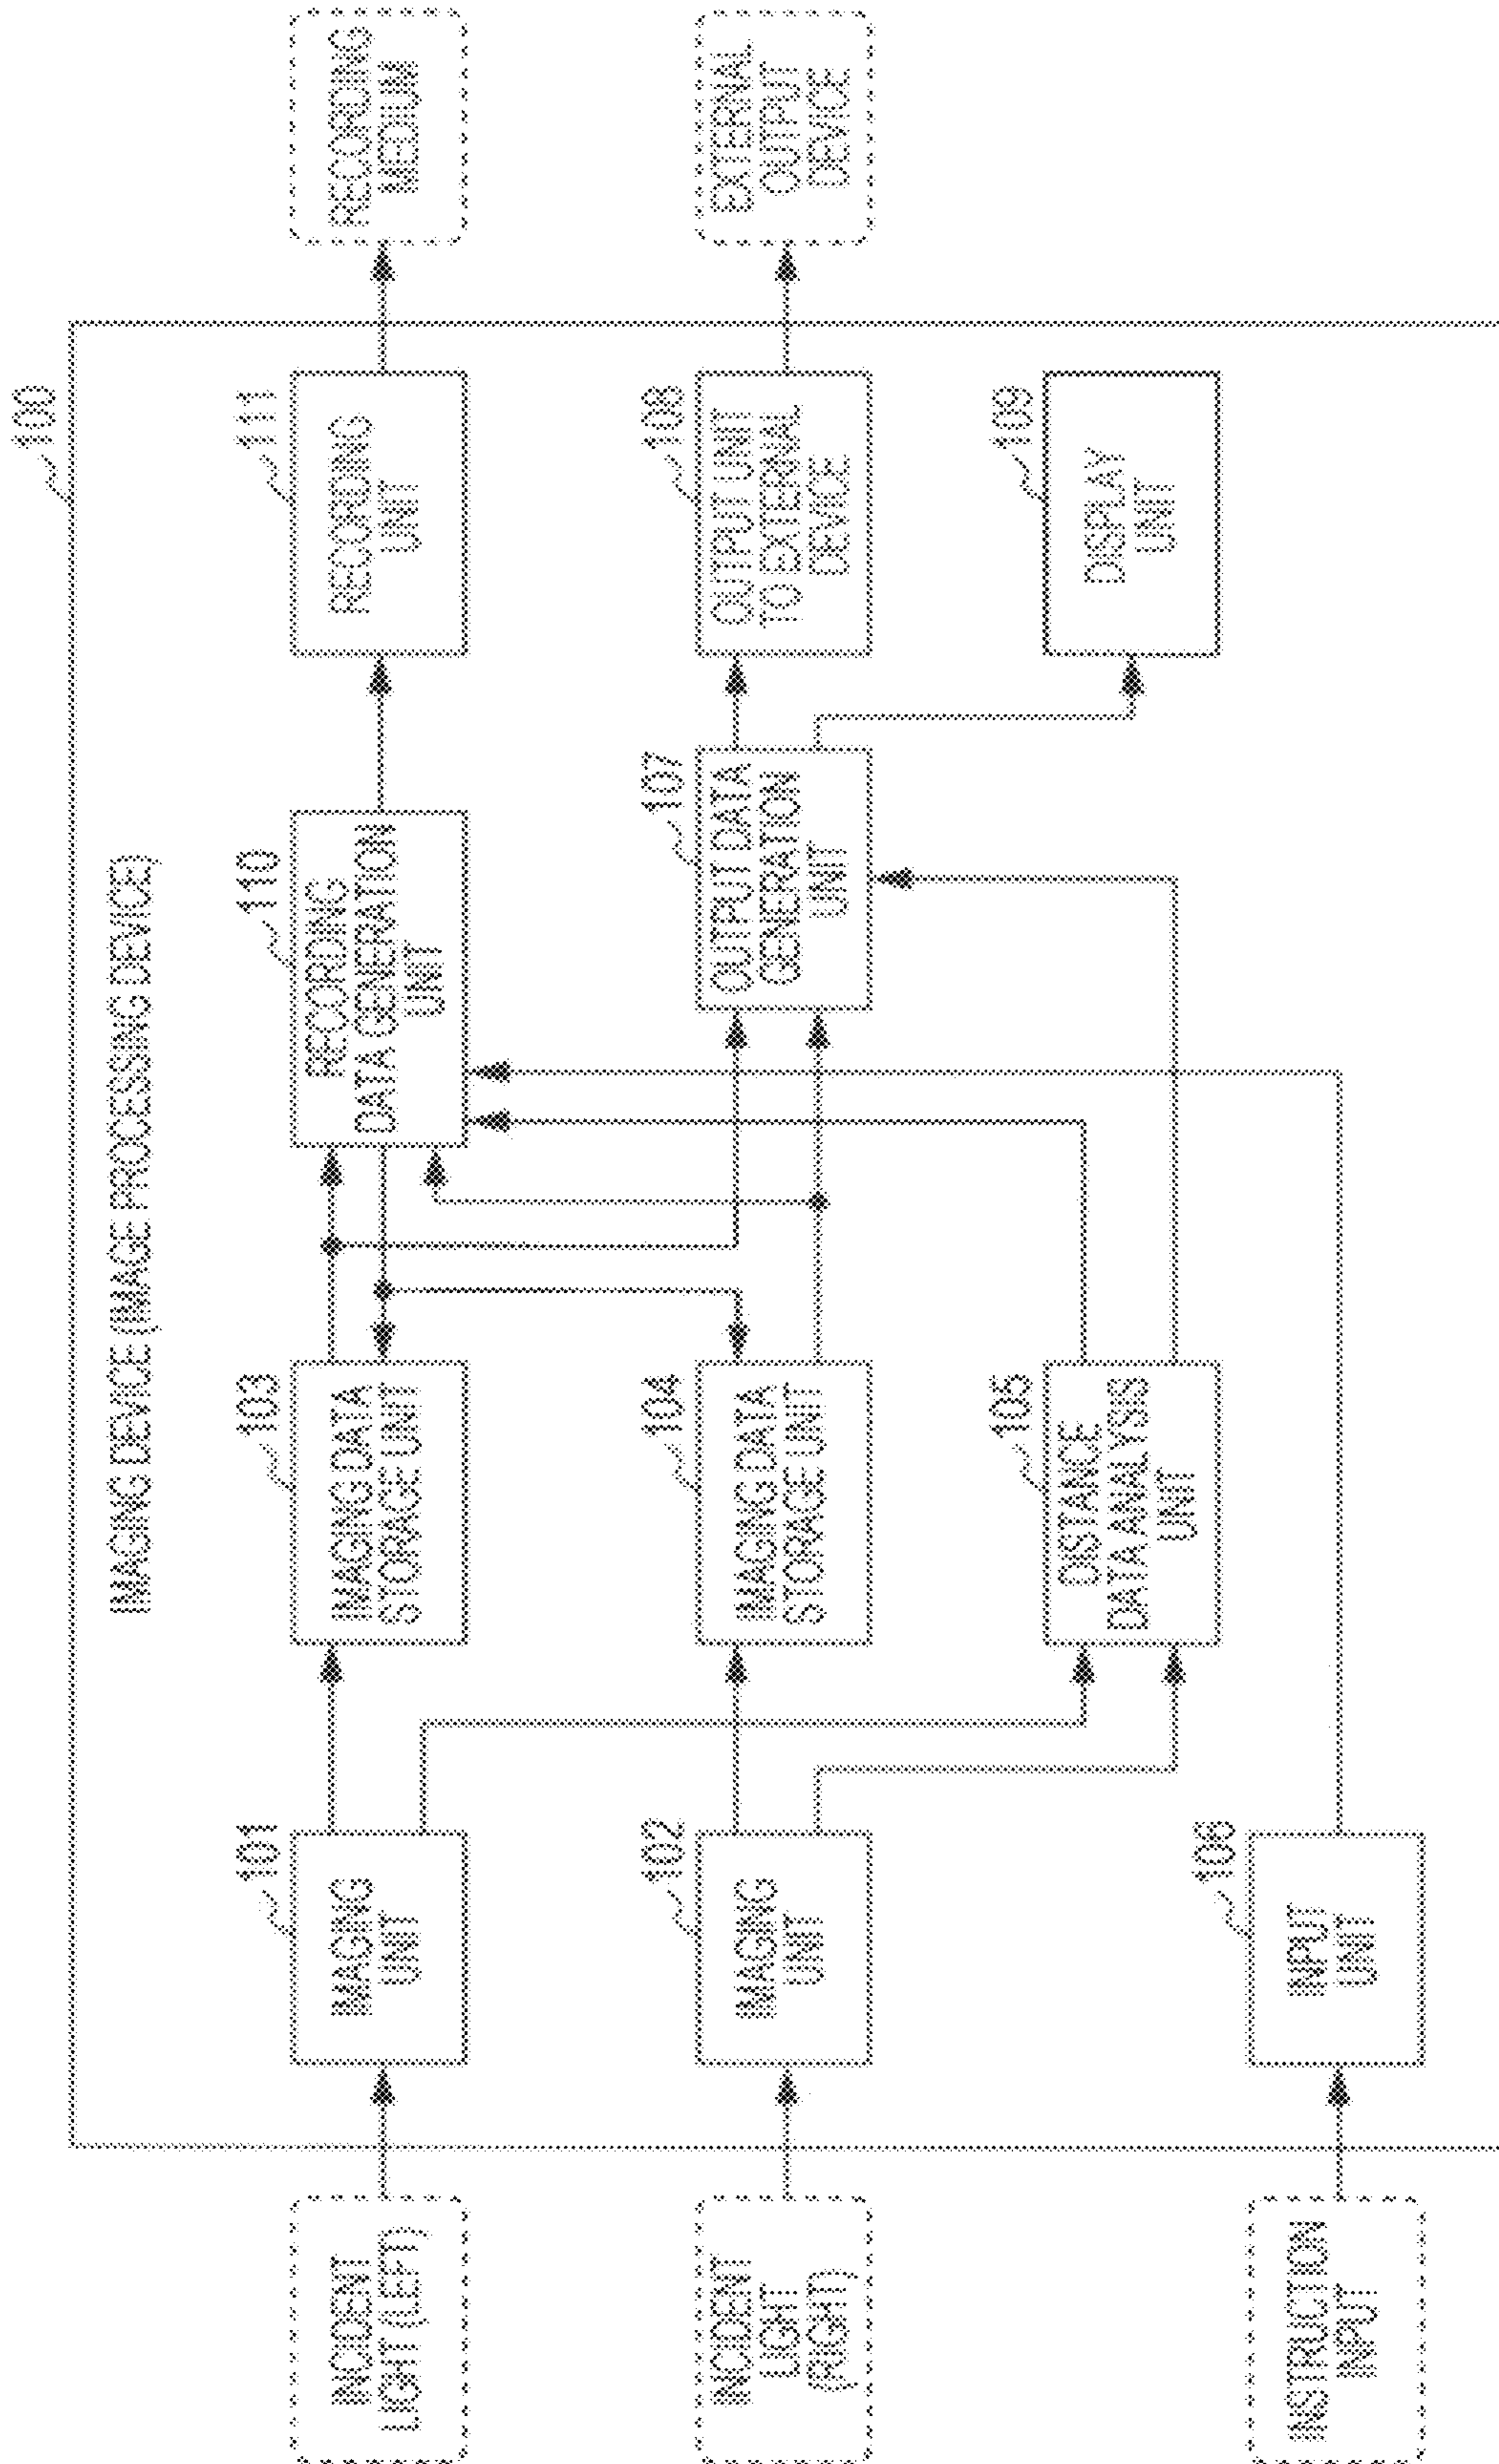 100
IMAGING DEVICE (IMAGE PROCESSING DEVICE)
INCIDENT
LIGHT (LEFT)
101
IMAGING
UNIT
103
IMAGING DATA
STORAGE UNIT
110
RECORDING
DATA GENERATION
UNIT
111
RECORDING
UNIT
RECORDING
MEDIUM
INCIDENT
LIGHT
(RIGHT)
102
IMAGING
UNIT
104
IMAGING DATA
STORAGE UNIT
107
OUTPUT DATA
GENERATION
UNIT
108
OUTPUT UNIT
TO EXTERNAL
DEVICE
EXTERNAL
OUTPUT
DEVICE
105
DISTANCE
DATA ANALYSIS
UNIT
109
DISPLAY
UNIT
INSTRUCTION
INPUT
106
INPUT
UNIT